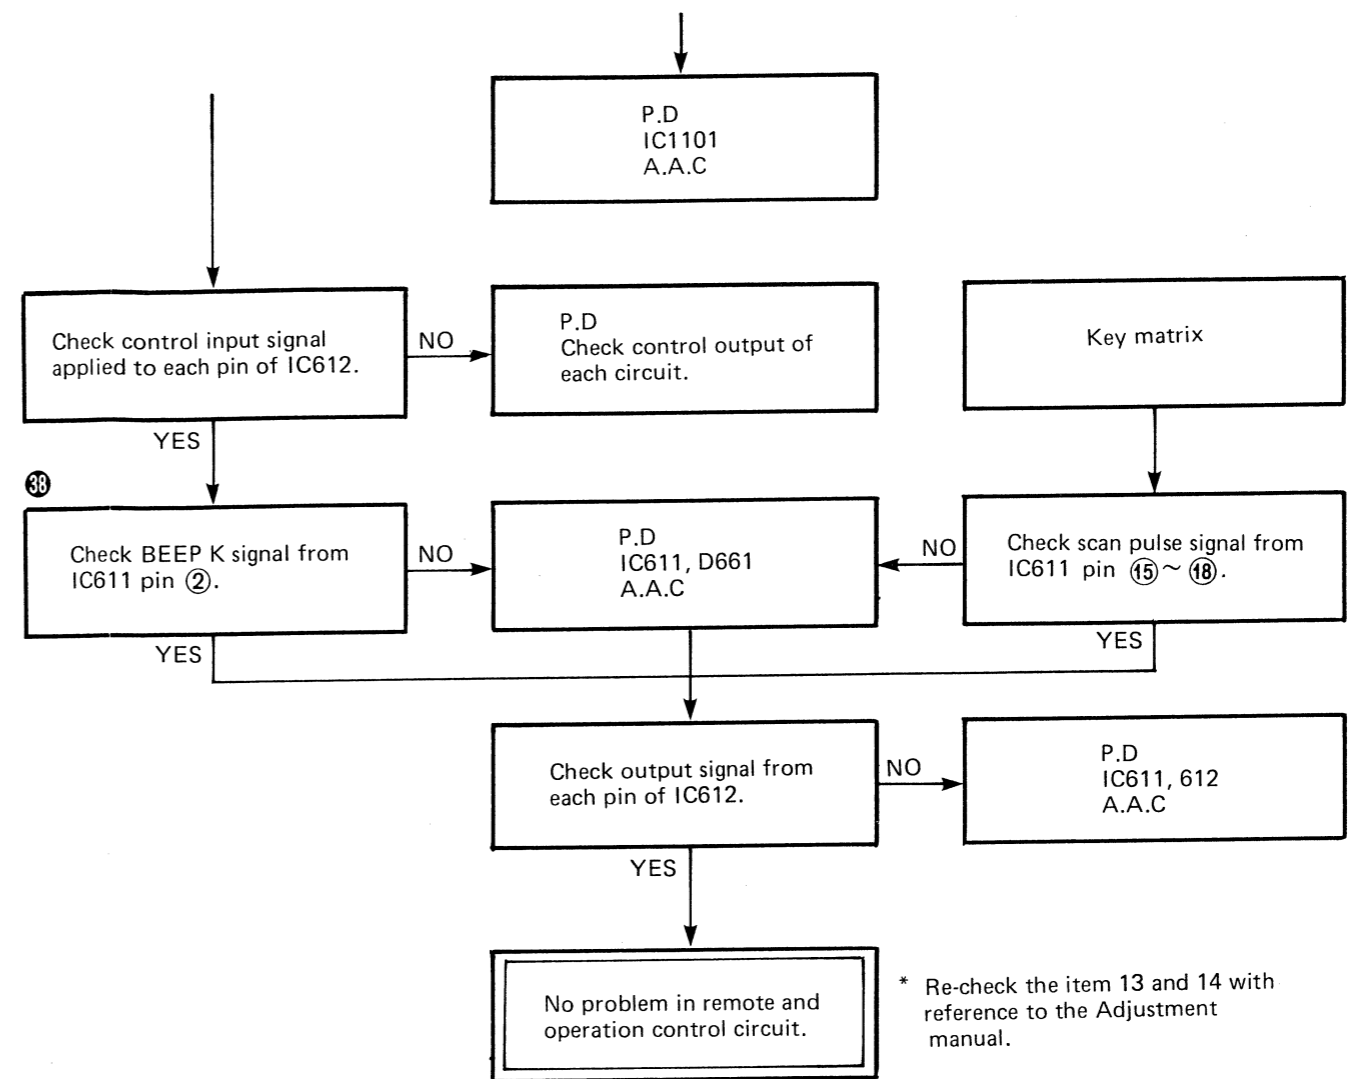 P.D
IC1101
A.A.C
Check control input signal
applied to each pin of IC612.
NO
P.D
Check control output of
each circuit.
Key matrix
YES
38
Check BEEP K signal from
IC611 pin ②.
NO
P.D
IC611, D661
A.A.C
NO
Check scan pulse signal from
IC611 pin ⑮~⑱.
YES
YES
Check output signal from
each pin of IC612.
NO
P.D
IC611, 612
A.A.C
YES
No problem in remote and
operation control circuit.
* Re-check the item 13 and 14 with
reference to the Adjustment
manual.